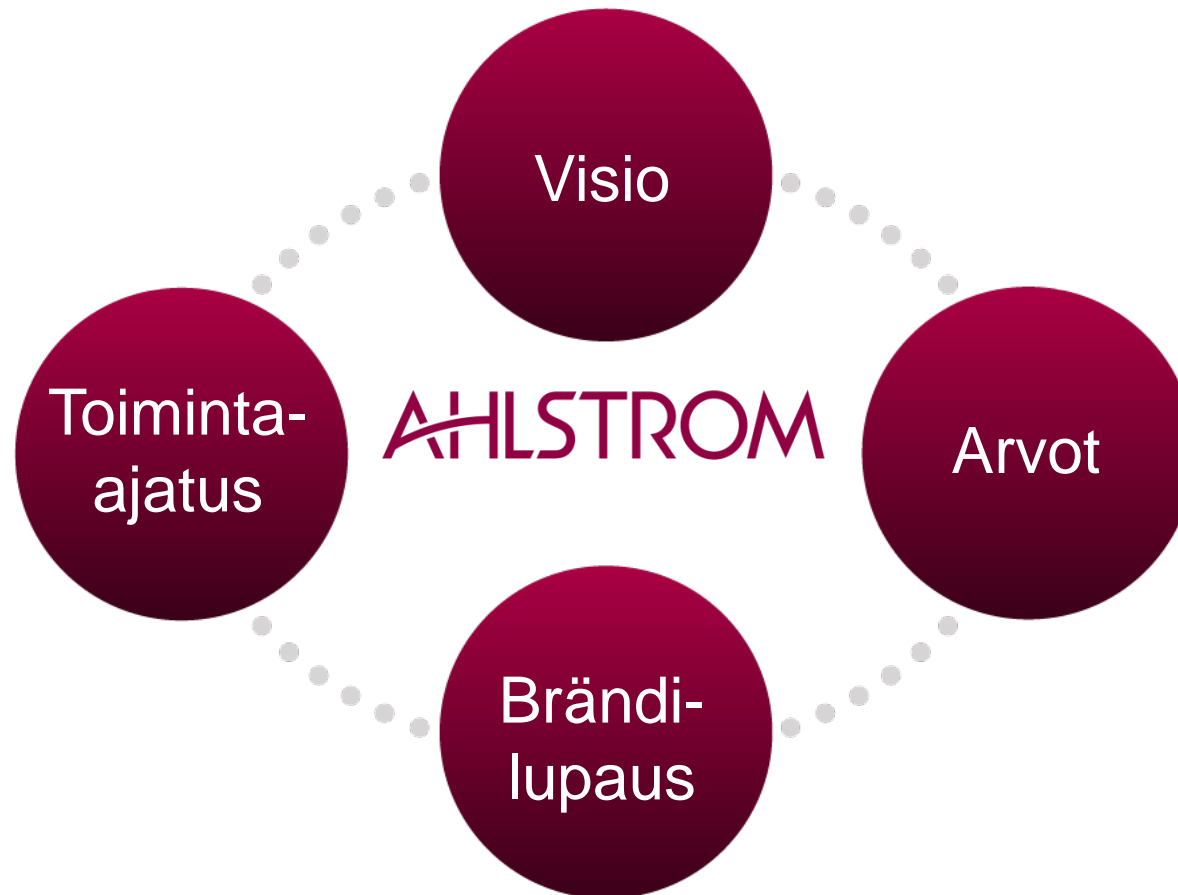 Visio
Toiminta-
ajatus
AHLSTROM
Arvot
Brändi-
lupaus